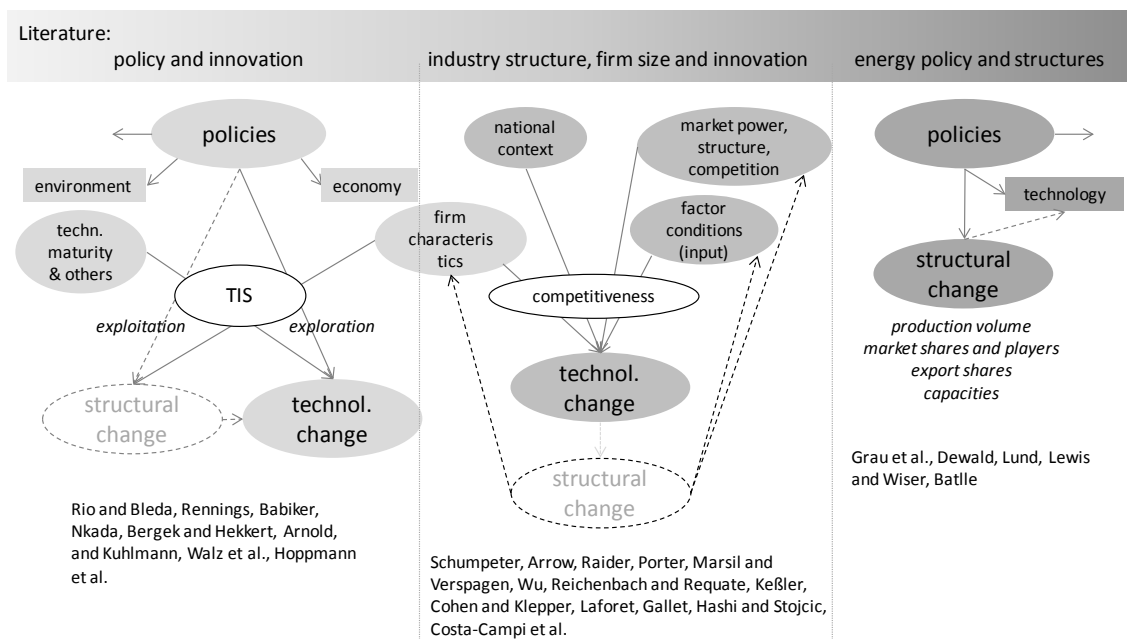 Literature:
policy and innovation
industry structure, firm size and innovation
energy policy and structures
policies
environment
economy
techn.
maturity
& others
TIS
exploitation
exploration
structural
change
technol.
change
Rio and Bleda, Rennings, Babiker,
Nkada, Bergek and Hekkert, Arnold,
and Kuhlmann, Walz et al., Hoppmann
et al.
national
context
market power,
structure,
competition
firm
characteris
tics
factor
conditions
(input)
competitiveness
technol.
change
structural
change
Schumpeter, Arrow, Raider, Porter, Marsil and
Verspagen, Wu, Reichenbach and Requate, Keßler,
Cohen and Klepper, Laforet, Gallet, Hashi and Stojcic,
Costa-Campi et al.
policies
technology
structural
change
production volume
market shares and players
export shares
capacities
Grau et al., Dewald, Lund, Lewis
and Wiser, Batlle